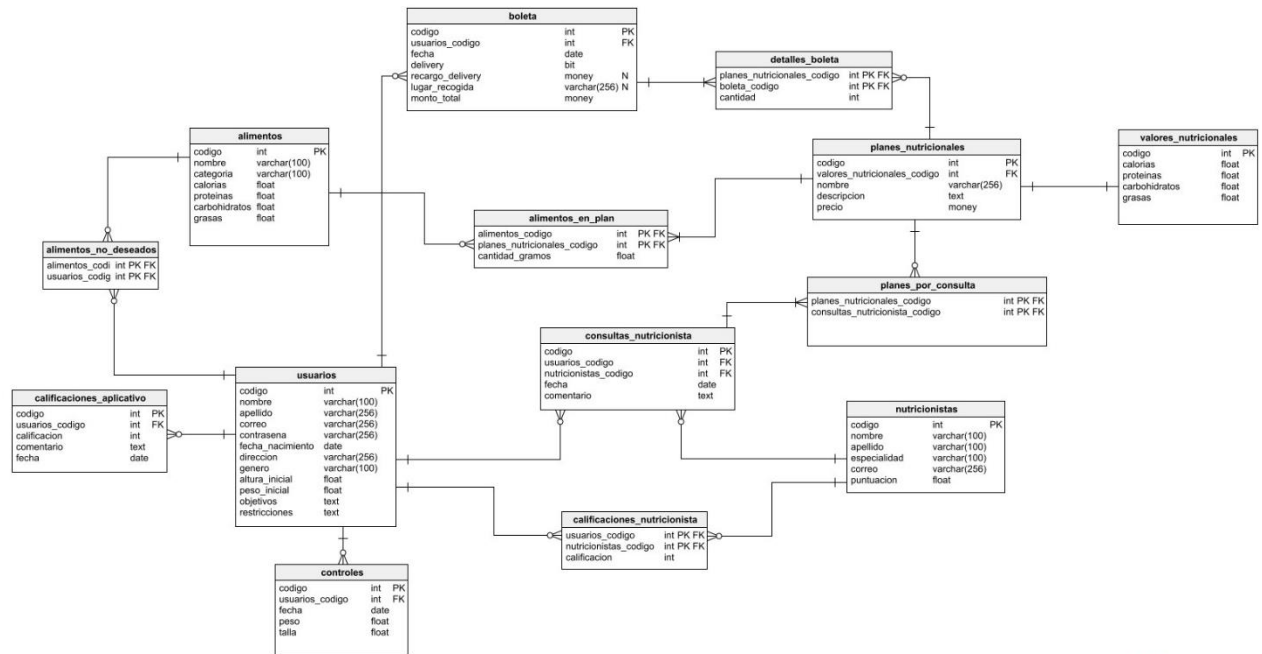 boleta
codigo int PK
usuarios_codigo int FK
fecha date
delivery bit
recargo_delivery money N
lugar_recogida varchar(256) N
monto_total money
detalles_boleta
planes_nutricionales_codigo int PK FK
boleta_codigo int PK FK
cantidad int
alimentos
codigo int PK
nombre varchar(100)
categoria varchar(100)
calorias float
proteinas float
carbohidratos float
grasas float
planes_nutricionales
codigo int PK
valores_nutricionales_codigo int FK
nombre varchar(256)
descripcion text
precio money
valores_nutricionales
codigo int PK
calorias float
proteinas float
carbohidratos float
grasas float
alimentos_en_plan
alimentos_codigo int PK FK
planes_nutricionales_codigo int PK FK
cantidad_gramos float
alimentos_no_deseados
alimentos_codi int PK FK
usuarios_codig int PK FK
planes_por_consulta
planes_nutricionales_codigo int PK FK
consultas_nutricionista_codigo int PK FK
consultas_nutricionista
codigo int PK
usuarios_codigo int FK
nutricionistas_codigo int FK
fecha date
comentario text
usuarios
codigo int PK
nombre varchar(100)
apellido varchar(256)
correo varchar(256)
contrasena varchar(256)
fecha_nacimiento date
direccion varchar(256)
genero varchar(100)
altura_inicial float
peso_inicial float
objetivos text
restricciones text
calificaciones_aplicativo
codigo int PK
usuarios_codigo int FK
calificacion int
comentario text
fecha date
nutricionistas
codigo int PK
nombre varchar(100)
apellido varchar(100)
especialidad varchar(100)
correo varchar(256)
puntuacion float
calificaciones_nutricionista
usuarios_codigo int PK FK
nutricionistas_codigo int PK FK
calificacion int
controles
codigo int PK
usuarios_codigo int FK
fecha date
peso float
talla float